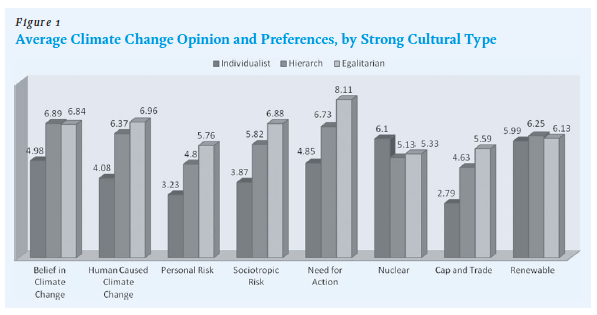 Figure 1
Average Climate Change Opinion and Preferences, by Strong Cultural Type
Individualist Hierarch Egalitarian
4.98 6.89 6.84
4.08 6.37 6.96
3.23 4.8 5.76
3.87 5.82 6.88
4.85 6.73 8.11
6.1 5.13 5.33
2.79 4.63 5.59
5.99 6.25 6.13
Belief in
Climate
Change
Human Caused
Climate
Change
Personal Risk
Sociotropic
Risk
Need for
Action
Nuclear
Cap and Trade
Renewable